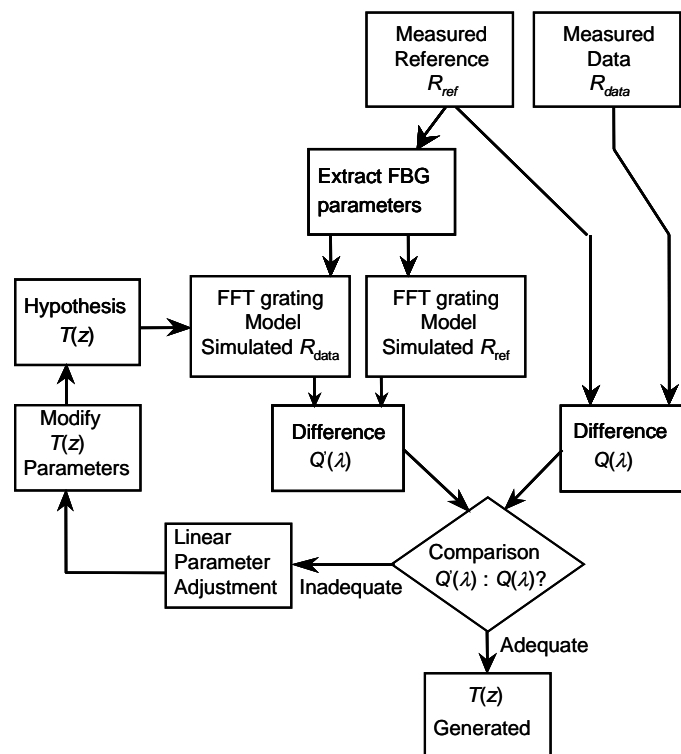 Measured
Reference
R_ref
Measured
Data
R_data
Extract FBG
parameters
Hypothesis
T(z)
FFT grating
Model
Simulated R_data
FFT grating
Model
Simulated R_ref
Modify
T(z)
Parameters
Difference
Q'(λ)
Difference
Q(λ)
Linear
Parameter
Adjustment
Inadequate
Comparison
Q'(λ) : Q(λ)?
Adequate
T(z)
Generated